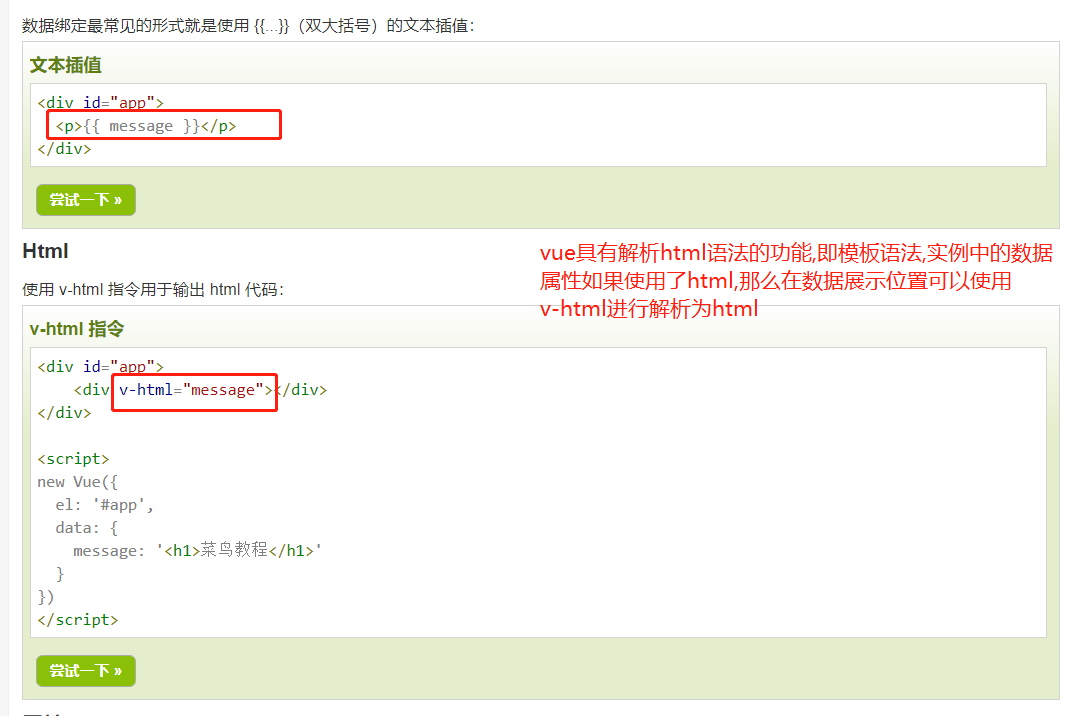 数据绑定最常见的形式就是使用 {{...}}（双大括号）的文本插值：
文本插值
<div id="app">
<p>{{ message }}</p>
</div>
尝试一下 »
Html
vue具有解析html语法的功能,即模板语法,实例中的数据
属性如果使用了html,那么在数据展示位置可以使用
v-html进行解析为html
使用 v-html 指令用于输出 html 代码：
v-html 指令
<div id="app">
<div v-html="message"></div>
</div>
<script>
new Vue({
el: '#app',
data: {
message: '<h1>菜鸟教程</h1>'
}
})
</script>
尝试一下 »